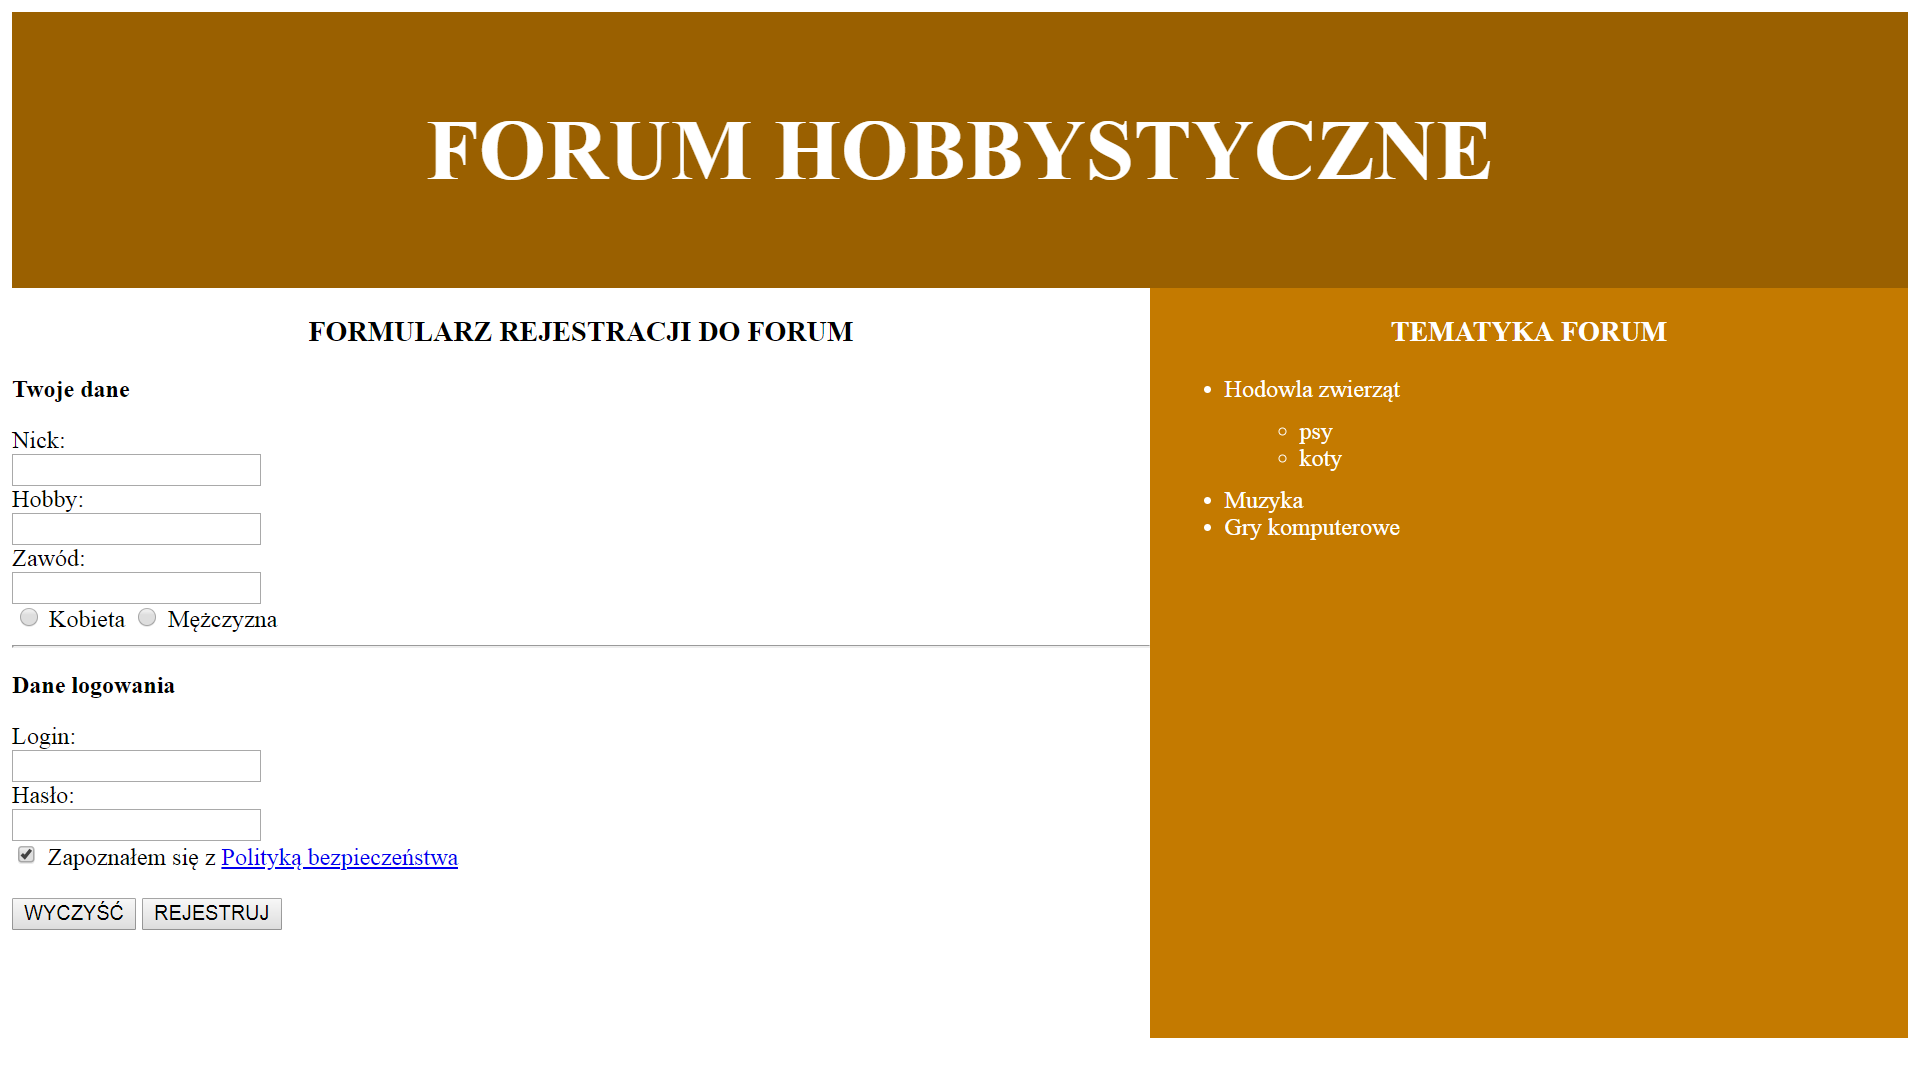 FORUM HOBBYSTYCZNE
FORMULARZ REJESTRACJI DO FORUM
Twoje dane
Nick:
Hobby:
Zawód:
Kobieta Mężczyzna
Dane logowania
Login:
Hasło:
Zapoznałem się z Polityką bezpieczeństwa
WYCZYŚĆ REJESTRUJ
TEMATYKA FORUM
Hodowla zwierząt
psy
koty
Muzyka
Gry komputerowe